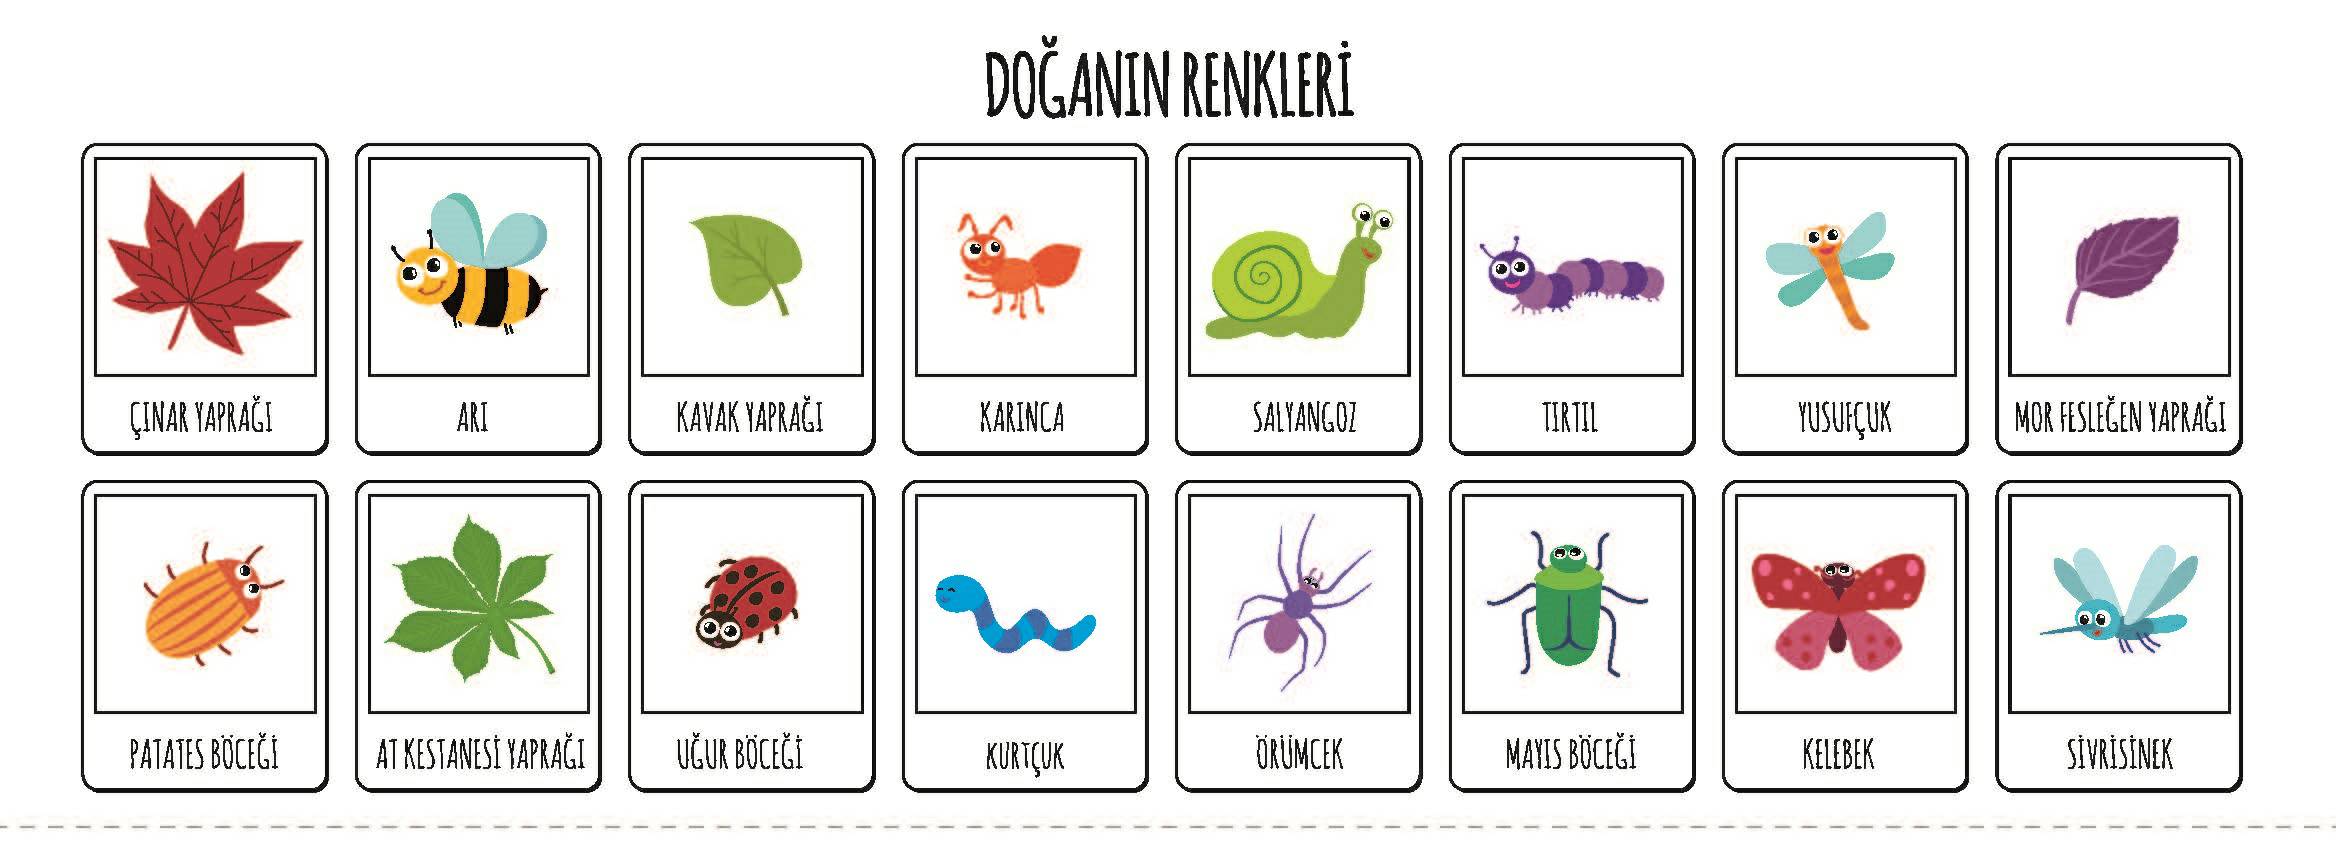 DOĞANIN RENKLERİ
ÇINAR YAPRAĞI
ARI
KAVAK YAPRAĞI
KARINCA
SALYANGOZ
TIRTIL
YUSUFÇUK
MOR FESLEĞEN YAPRAĞI
PATATES BÖCEĞİ
AT KESTANESİ YAPRAĞI
UĞUR BÖCEĞİ
KURTÇUK
ÖRÜMCEK
MAYIS BÖCEĞİ
KELEBEK
SİVRİSİNEK